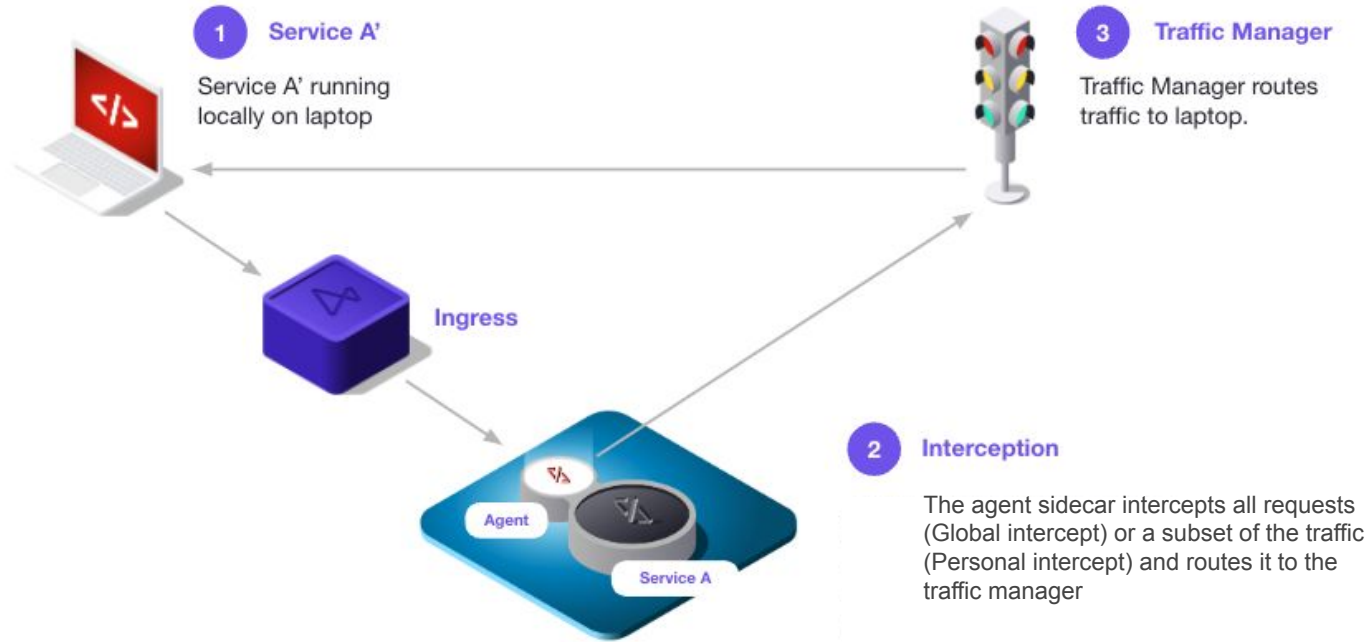 1 Service A’
Service A’ running
locally on laptop
</>
3 Traffic Manager
Traffic Manager routes
traffic to laptop.
Ingress
</>
Agent
Service A
2 Interception
The agent sidecar intercepts all requests
(Global intercept) or a subset of the traffic
(Personal intercept) and routes it to the
traffic manager